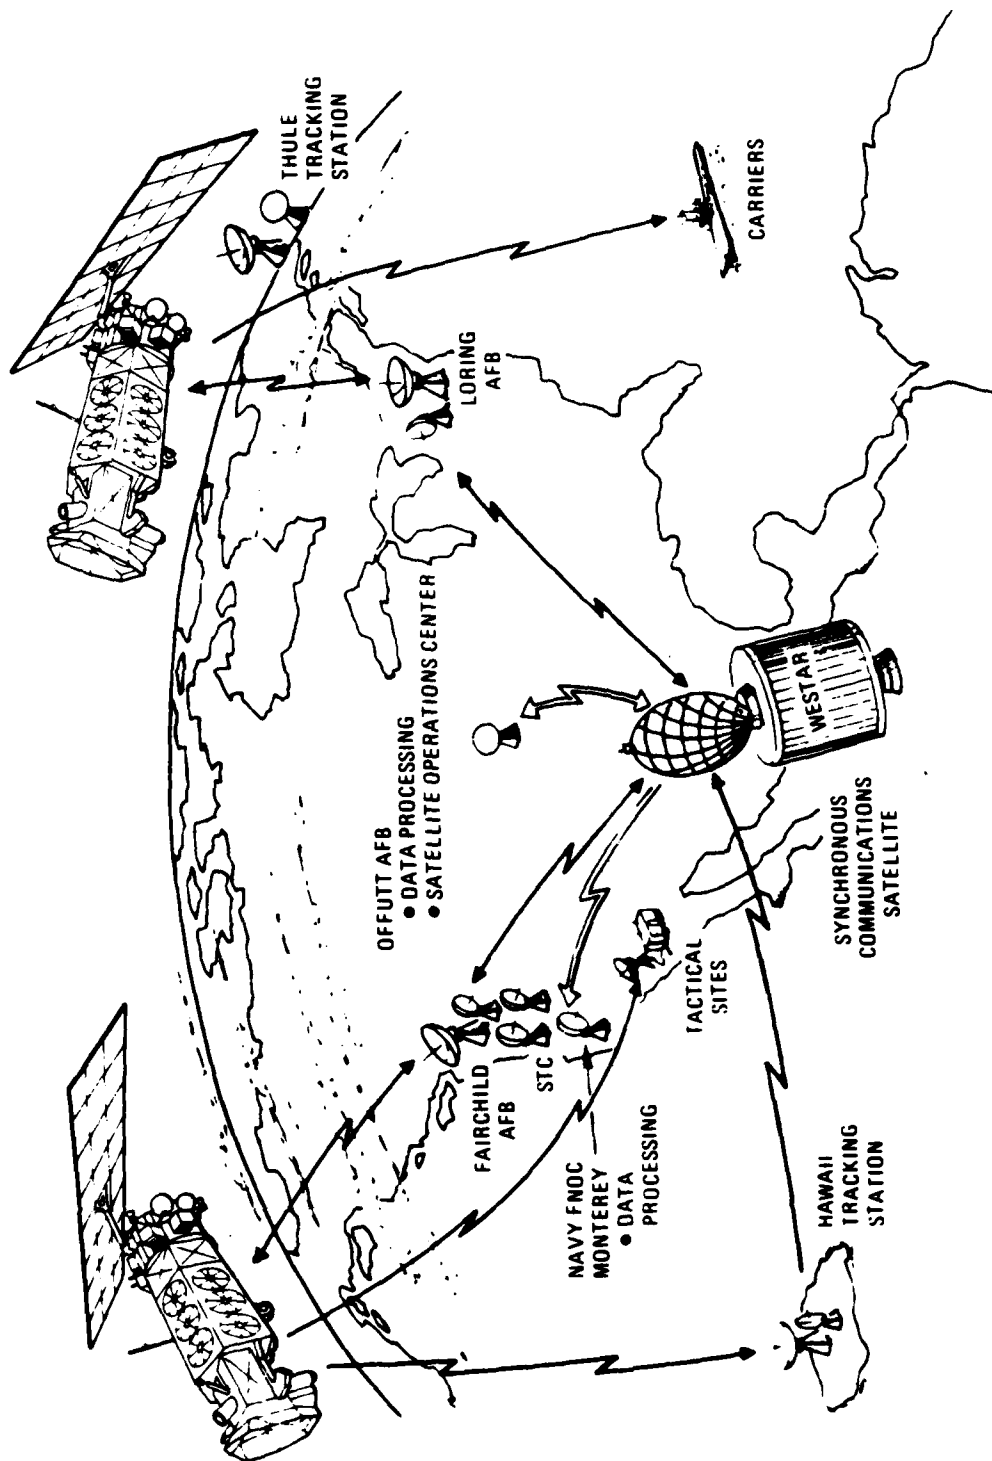 THULE
TRACKING
STATION
LORING
AFB
CARRIERS
OFFUTT AFB
● DATA PROCESSING
● SATELLITE OPERATIONS CENTER
WESTAR
SYNCHRONOUS
COMMUNICATIONS
SATELLITE
FAIRCHILD
AFB
STC
TACTICAL
SITES
NAVY FNOC
MONTEREY
● DATA
PROCESSING
HAWAII
TRACKING
STATION